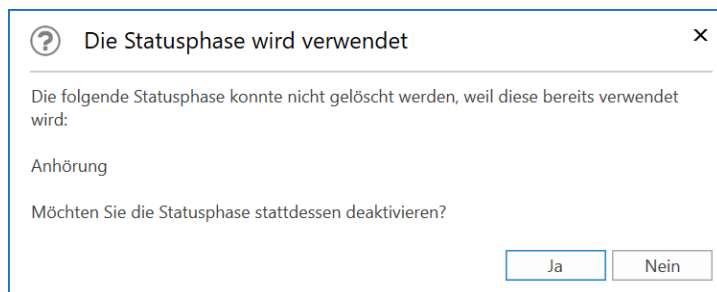 Die Statusphase wird verwendet
Die folgende Statusphase konnte nicht gelöscht werden, weil diese bereits verwendet
wird:
Anhörung
Möchten Sie die Statusphase stattdessen deaktivieren?
Ja
Nein